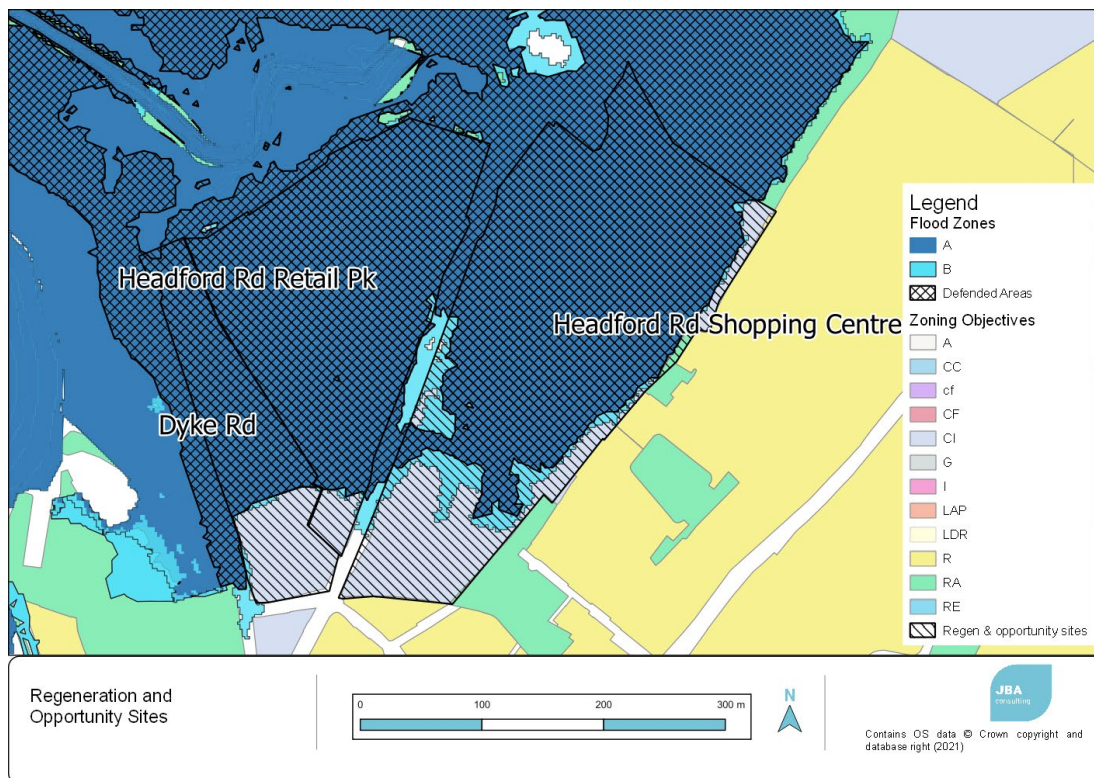 Headford Rd Retail Pk
Headford Rd Shopping Centre
Dyke Rd
Legend
Flood Zones
A
B
Defended Areas
Zoning Objectives
A
CC
cf
CF
CI
G
I
LAP
LDR
R
RA
RE
Regen & opportunity sites
Regeneration and
Opportunity Sites
0 100 200 300 m
N
JBA
consulting
Contains OS data © Crown copyright and
database right (2021)